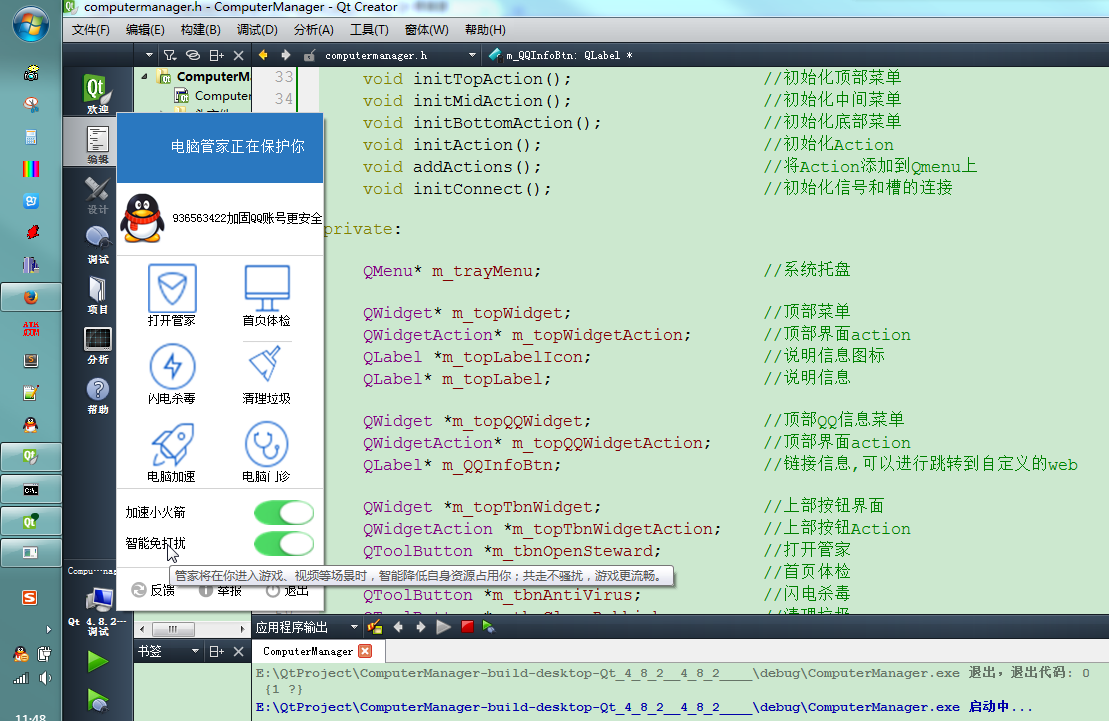 computermanager.h - ComputerManager - Qt Creator
文件(F) 编辑(E) 构建(B) 调试(D) 分析(A) 工具(T) 窗体(W) 帮助(H)
computermanager.h
m_QQInfoBtn: QLabel *
欢迎
编辑
设计
调试
项目
分析
帮助
ComputerM
Computer
33
34
void initTopAction(); //初始化顶部菜单
void initMidAction(); //初始化中间菜单
void initBottomAction(); //初始化底部菜单
void initAction(); //初始化Action
void addActions(); //将Action添加到Qmenu上
void initConnect(); //初始化信号和槽的连接
private:
QMenu* m_trayMenu; //系统托盘
QWidget* m_topWidget; //顶部菜单
QWidgetAction* m_topWidgetAction; //顶部界面action
QLabel *m_topLabelIcon; //说明信息图标
QLabel* m_topLabel; //说明信息
QWidget *m_topQQWidget; //顶部QQ信息菜单
QWidgetAction* m_topQQWidgetAction; //顶部界面action
QLabel* m_QQInfoBtn; //链接信息,可以进行跳转到自定义的web
QWidget *m_topTbnWidget; //上部按钮界面
QWidgetAction *m_topTbnWidgetAction; //上部按钮Action
QToolButton *m_tbnOpenSteward; //打开管家
//首页体检
QToolButton *m_tbnAntiVirus; //闪电杀毒
电脑管家正在保护你
936563422加固QQ账号更安全
打开管家
首页体检
闪电杀毒
清理垃圾
电脑加速
电脑门诊
加速小火箭
智能免打扰
管家将在你进入游戏、视频等场景时，智能降低自身资源占用你；共走不骚扰，游戏更流畅。
反馈
举报
退出
Qt 4.8.2
调试
书签
应用程序输出
ComputerManager
E:\QtProject\ComputerManager-build-desktop-Qt_4_8_2__4_8_2____\debug\ComputerManager.exe 退出，退出代码: 0
{1 ?}
E:\QtProject\ComputerManager-build-desktop-Qt_4_8_2__4_8_2____\debug\ComputerManager.exe 启动中...
11:48